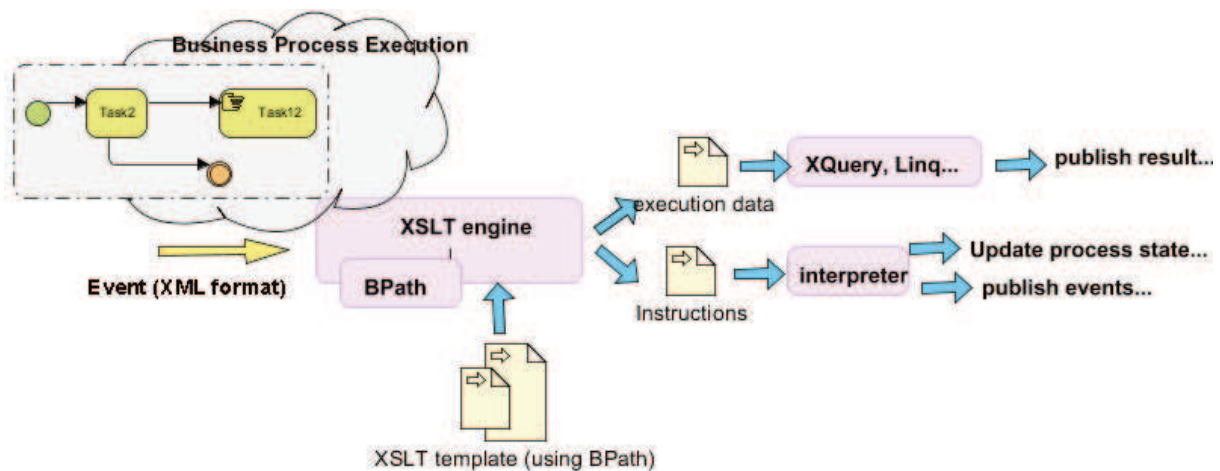 Business Process Execution
Task2
Task12
XSLT engine
BPath
Event (XML format)
XSLT template (using BPath)
execution data
XQuery, Linq...
publish result...
Instructions
interpreter
Update process state...
publish events...